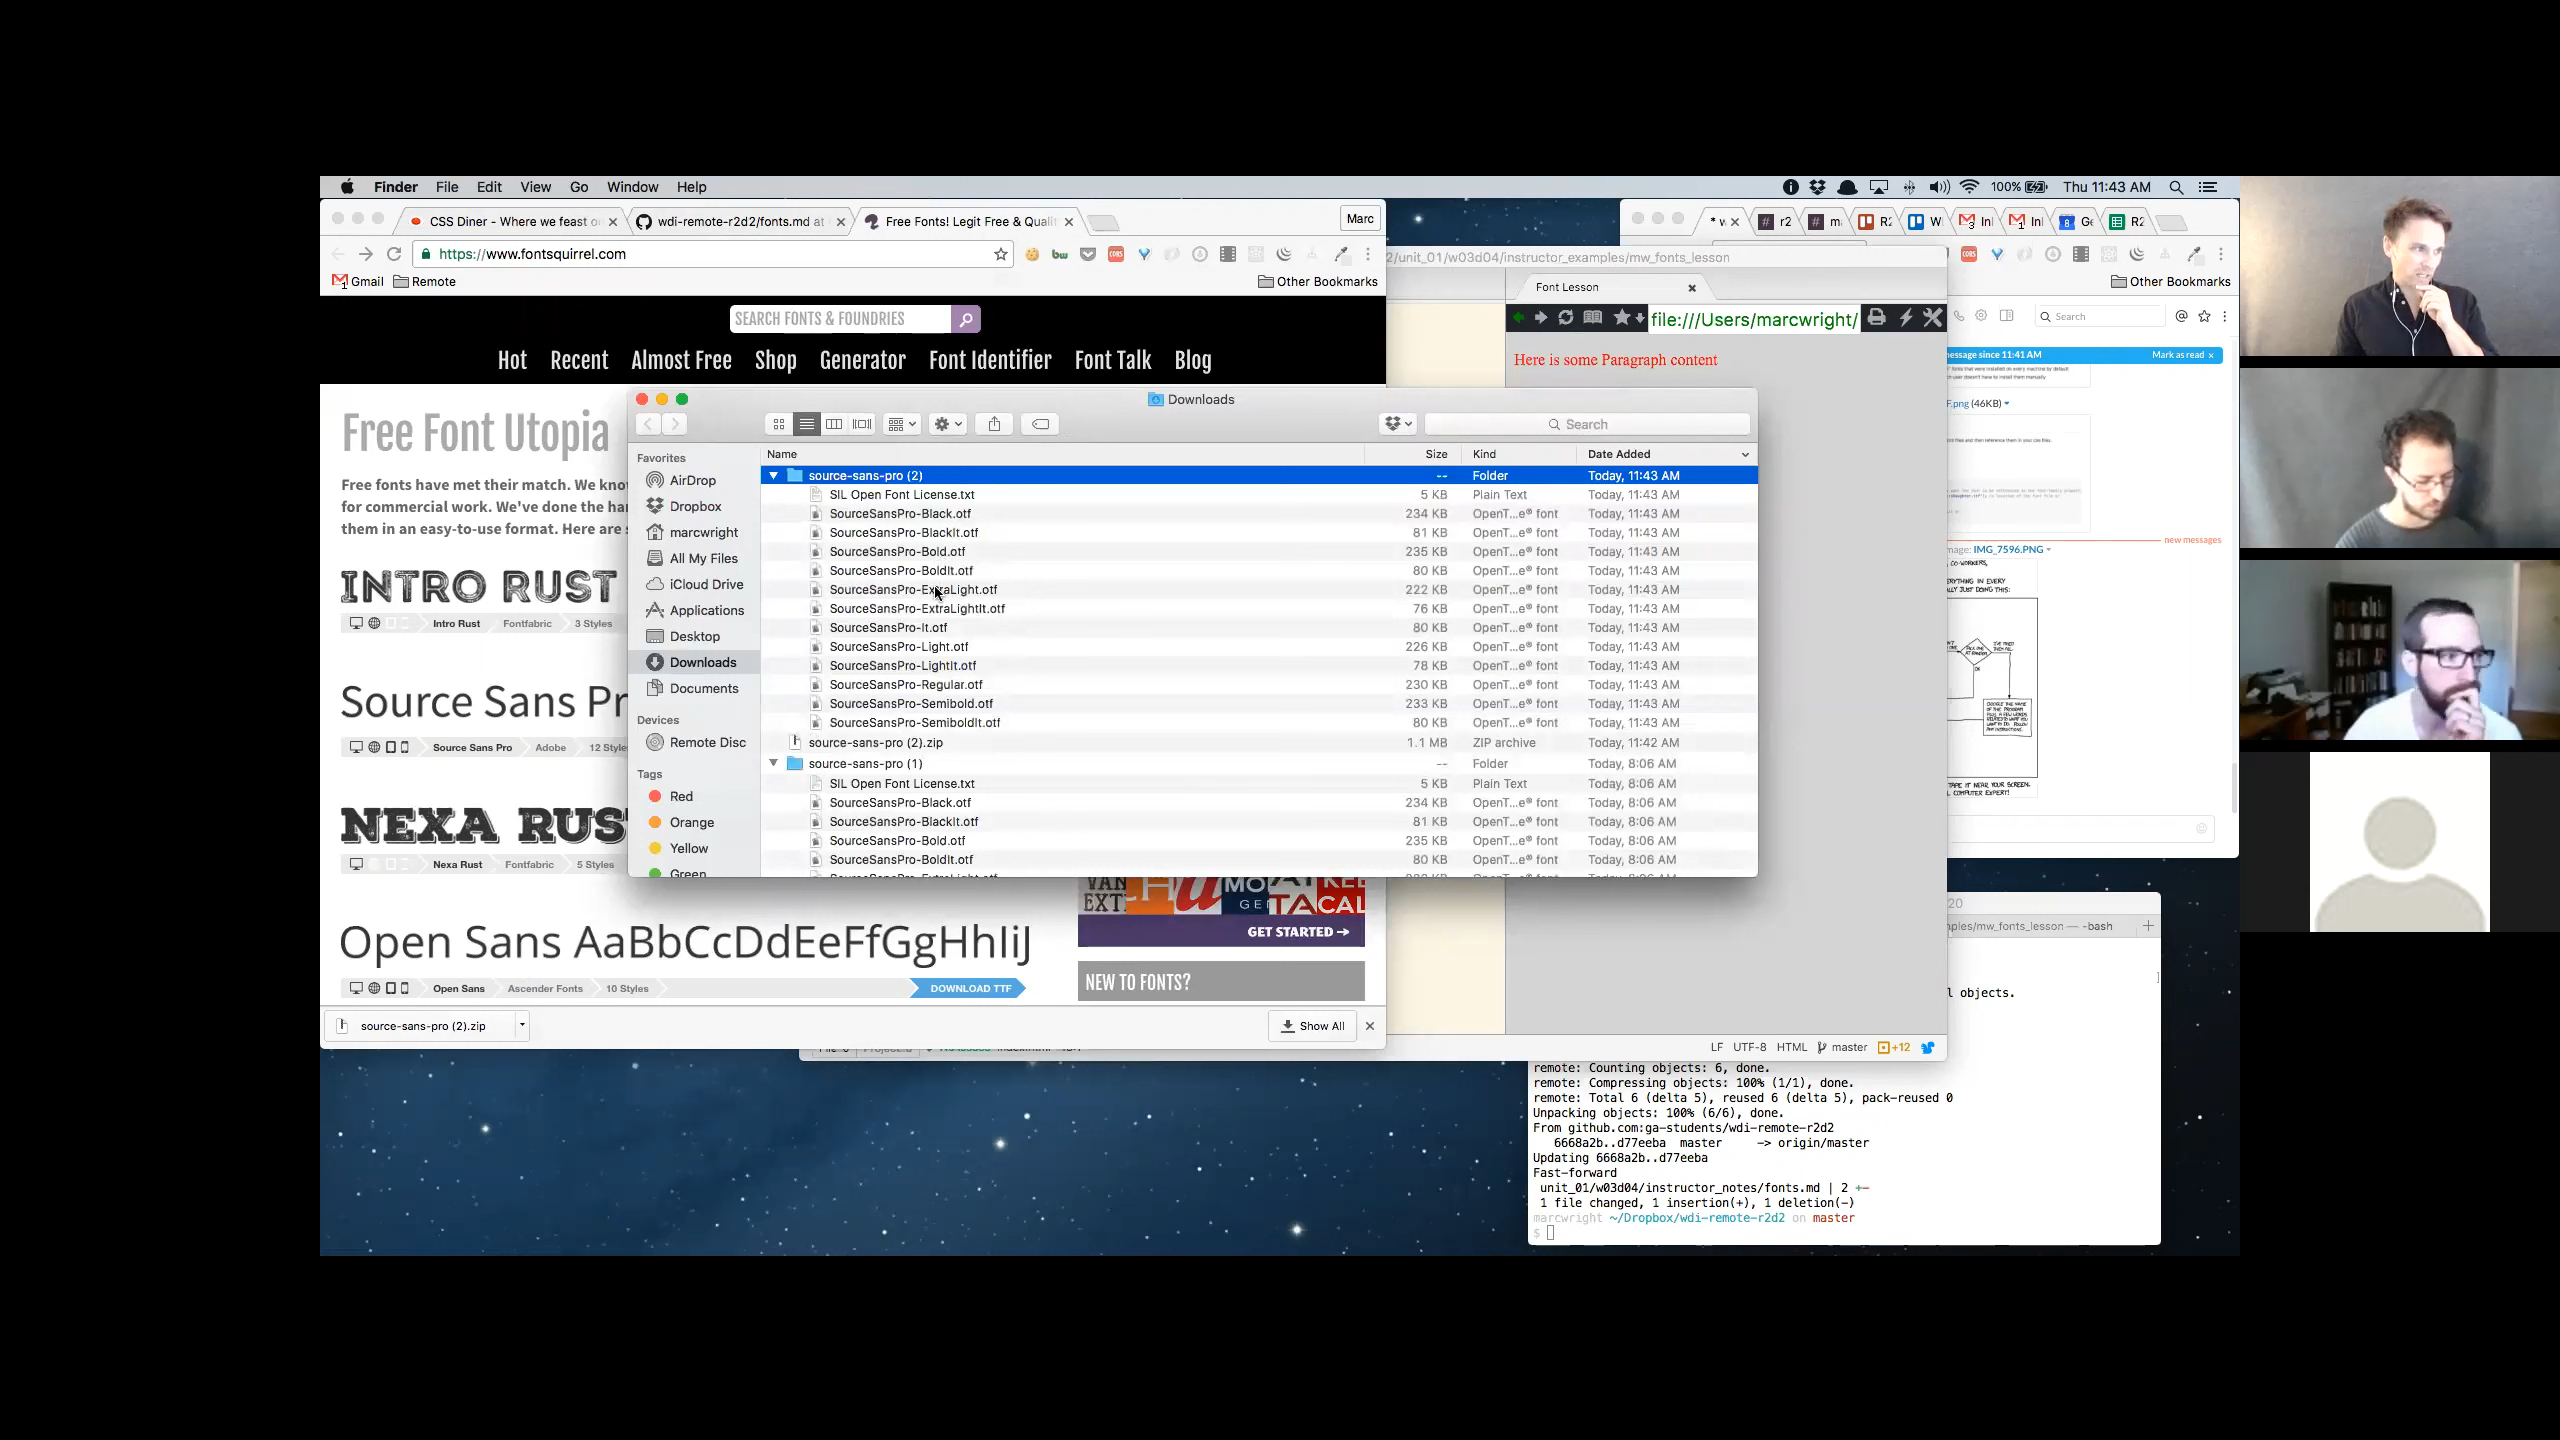 Finder File Edit View Go Window Help
100% Thu 11:43 AM
CSS Diner - Where we feast o
wdi-remote-r2d2/fonts.md at
Free Fonts! Legit Free & Quali
Marc
https://www.fontsquirrel.com
Gmail Remote Other Bookmarks
SEARCH FONTS & FOUNDRIES
Hot Recent Almost Free Shop Generator Font Identifier Font Talk Blog
Free Font Utopia
Free fonts have met their match. We kno
for commercial work. We've done the ha
them in an easy-to-use format. Here are
INTRO RUST
Intro Rust Fontfabric 3 Styles
Source Sans Pr
Source Sans Pro Adobe 12 Style
NEXA RUS
Nexa Rust Fontfabric 5 Styles
Open Sans AaBbCcDdEeFfGgHhIiJ
Open Sans Ascender Fonts 10 Styles DOWNLOAD TTF
GET STARTED
NEW TO FONTS?
source-sans-pro (2).zip
Show All
Downloads
Search
Favorites
AirDrop
Dropbox
marcwright
All My Files
iCloud Drive
Applications
Desktop
Downloads
Documents
Devices
Remote Disc
Tags
Red
Orange
Yellow
Green
Name Size Kind Date Added
source-sans-pro (2) -- Folder Today, 11:43 AM
SIL Open Font License.txt 5 KB Plain Text Today, 11:43 AM
SourceSansPro-Black.otf 234 KB OpenT...e® font Today, 11:43 AM
SourceSansPro-BlackIt.otf 81 KB OpenT...e® font Today, 11:43 AM
SourceSansPro-Bold.otf 235 KB OpenT...e® font Today, 11:43 AM
SourceSansPro-BoldIt.otf 80 KB OpenT...e® font Today, 11:43 AM
SourceSansPro-ExtraLight.otf 222 KB OpenT...e® font Today, 11:43 AM
SourceSansPro-ExtraLightIt.otf 76 KB OpenT...e® font Today, 11:43 AM
SourceSansPro-It.otf 80 KB OpenT...e® font Today, 11:43 AM
SourceSansPro-Light.otf 226 KB OpenT...e® font Today, 11:43 AM
SourceSansPro-LightIt.otf 78 KB OpenT...e® font Today, 11:43 AM
SourceSansPro-Regular.otf 230 KB OpenT...e® font Today, 11:43 AM
SourceSansPro-Semibold.otf 233 KB OpenT...e® font Today, 11:43 AM
SourceSansPro-SemiboldIt.otf 80 KB OpenT...e® font Today, 11:43 AM
source-sans-pro (2).zip 1.1 MB ZIP archive Today, 11:42 AM
source-sans-pro (1) -- Folder Today, 8:06 AM
SIL Open Font License.txt 5 KB Plain Text Today, 8:06 AM
SourceSansPro-Black.otf 234 KB OpenT...e® font Today, 8:06 AM
SourceSansPro-BlackIt.otf 81 KB OpenT...e® font Today, 8:06 AM
SourceSansPro-Bold.otf 235 KB OpenT...e® font Today, 8:06 AM
SourceSansPro-BoldIt.otf 80 KB OpenT...e® font Today, 8:06 AM
2/unit_01/w03d04/instructor_examples/mw_fonts_lesson
Font Lesson
file:///Users/marcwright/
Here is some Paragraph content
LF UTF-8 HTML master +12
Other Bookmarks
Search
essage since 11:41 AM Mark as read
F.png (46KB)
new messages
mage: IMG_7596.PNG
CO-WORKERS,
ERYTHING IN EVERY
ALLY JUST DOING THIS:
TAPE IT NEAR YOUR SCREEN.
L COMPUTER EXPERT!
20
mples/mw_fonts_lesson — -bash
l objects.
remote: Counting objects: 6, done.
remote: Compressing objects: 100% (1/1), done.
remote: Total 6 (delta 5), reused 6 (delta 5), pack-reused 0
Unpacking objects: 100% (6/6), done.
From github.com:ga-students/wdi-remote-r2d2
6668a2b..d77eeba master -> origin/master
Updating 6668a2b..d77eeba
Fast-forward
unit_01/w03d04/instructor_notes/fonts.md | 2 +-
1 file changed, 1 insertion(+), 1 deletion(-)
marcwright ~/Dropbox/wdi-remote-r2d2 on master
$